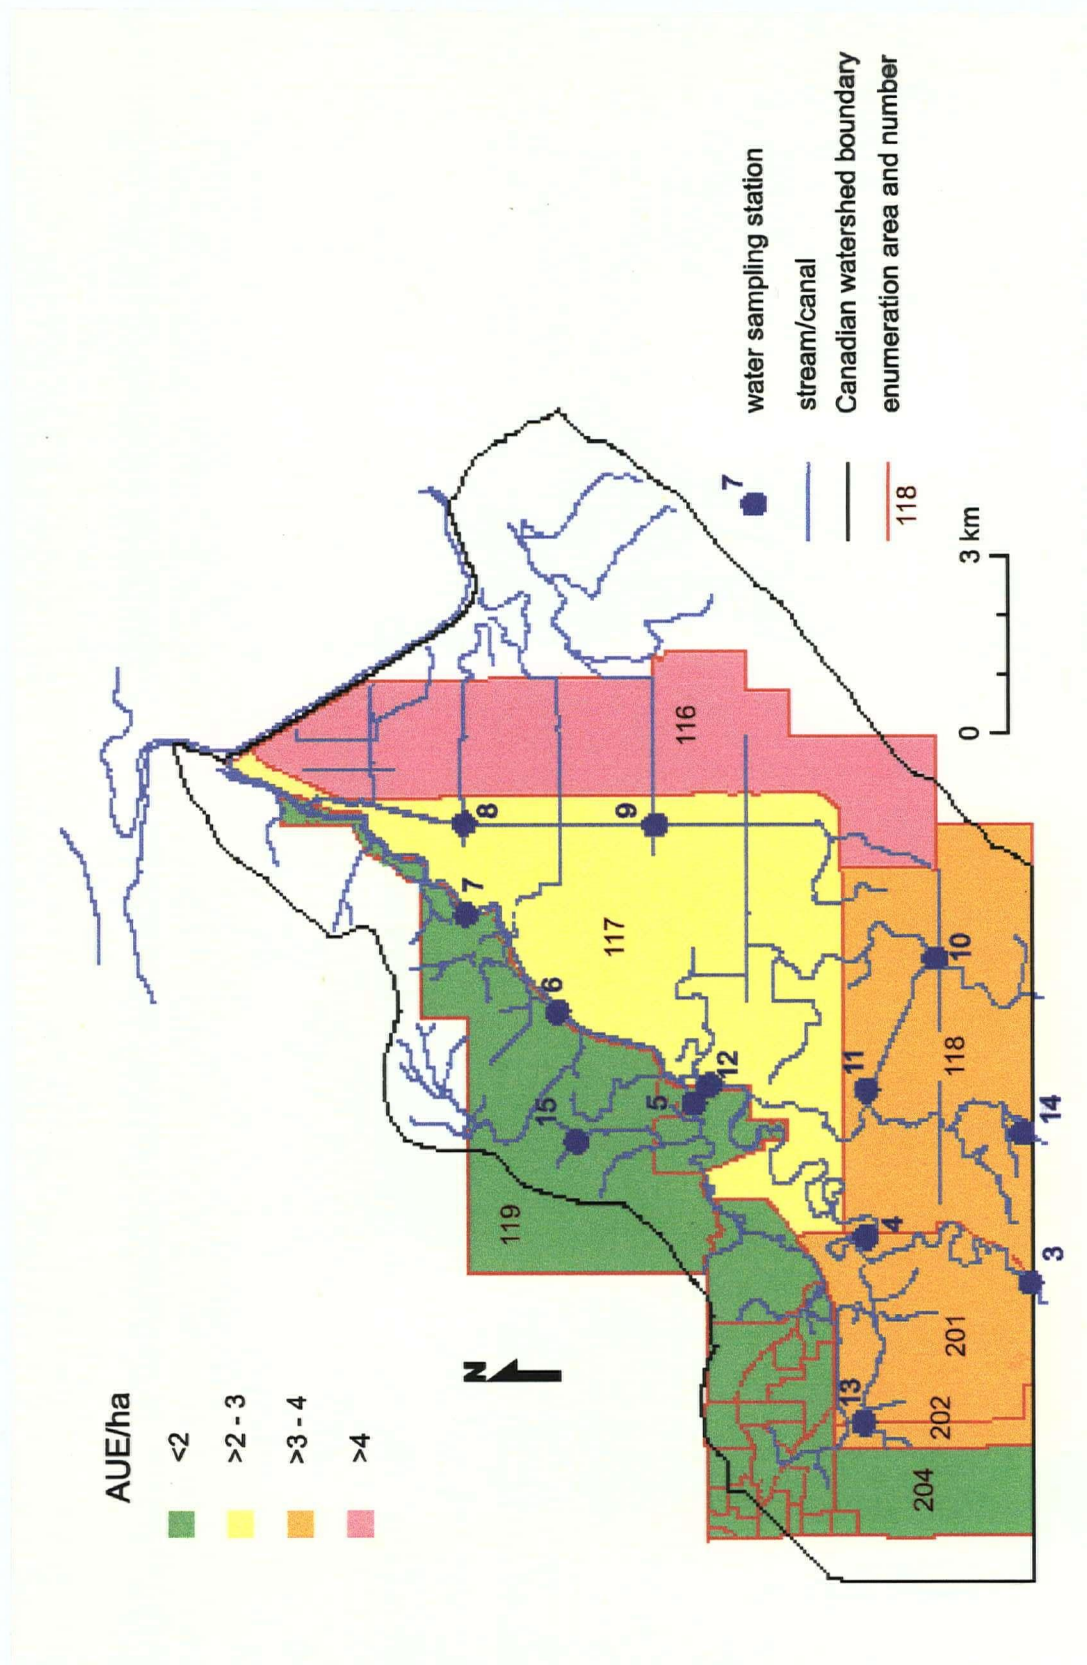 AUE/ha
<2
>2 - 3
>3 - 4
>4
N
119
15
7
8
6
117
9
116
5
12
204
202
13
201
4
11
118
10
3
14
0
3 km
7
water sampling station
stream/canal
Canadian watershed boundary
118
enumeration area and number